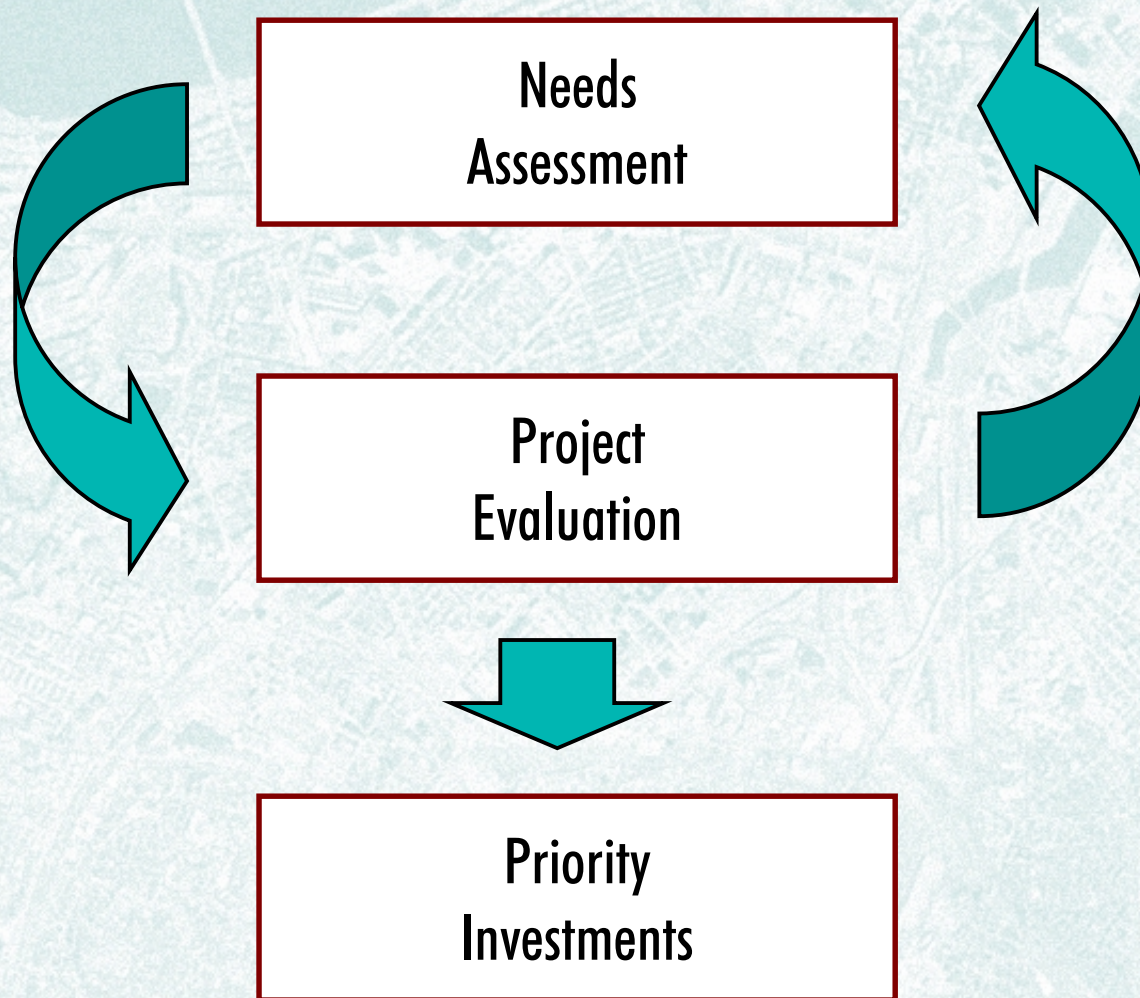 Needs
Assessment
Project
Evaluation
Priority
Investments